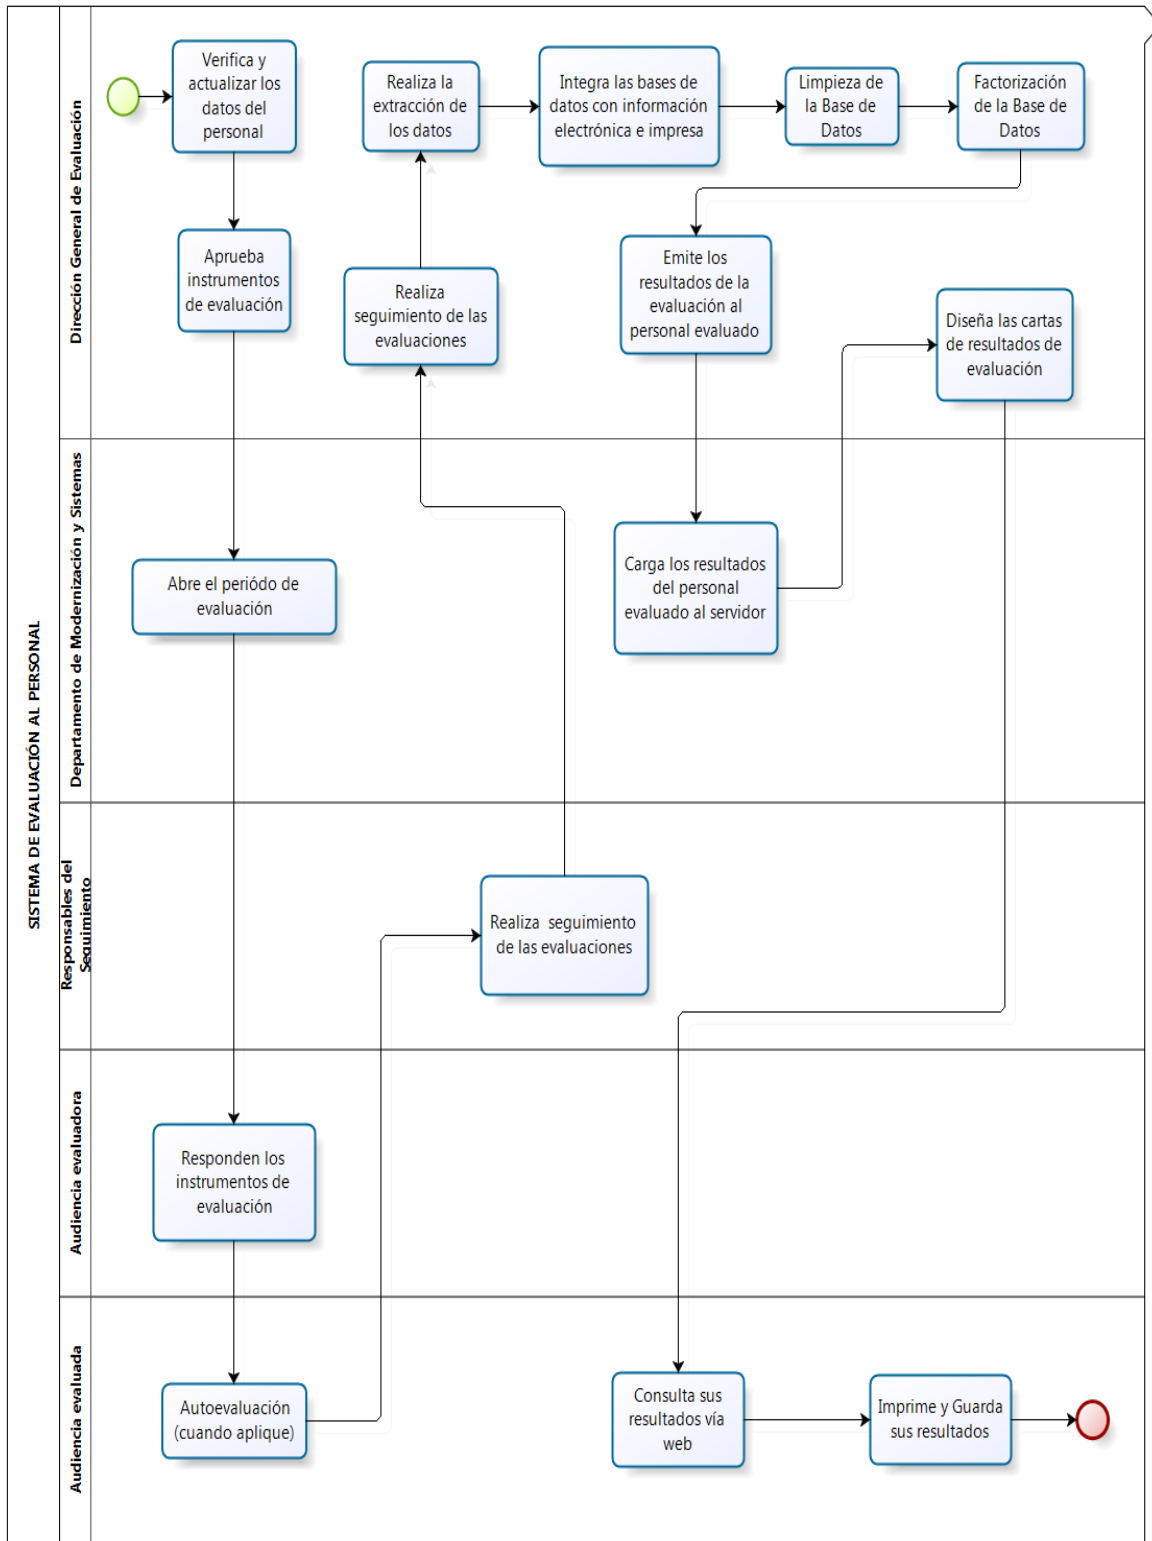 SISTEMA DE EVALUACIÓN AL PERSONAL
Dirección General de Evaluación
Verifica y
actualizar los
datos del
personal
Realiza la
extracción de
los datos
Integra las bases de
datos con información
electrónica e impresa
Limpieza de
la Base de
Datos
Factorización
de la Base de
Datos
Aprueba
instrumentos
de evaluación
Realiza
seguimiento de las
evaluaciones
Emite los
resultados de la
evaluación al
personal evaluado
Diseña las cartas
de resultados de
evaluación
Departamento de Modernización y Sistemas
Abre el periódo de
evaluación
Carga los resultados
del personal
evaluado al servidor
Responsables del
Seguimiento
Realiza seguimiento
de las evaluaciones
Audiencia evaluadora
Responden los
instrumentos de
evaluación
Audiencia evaluada
Autoevaluación
(cuando aplique)
Consulta sus
resultados vía
web
Imprime y Guarda
sus resultados